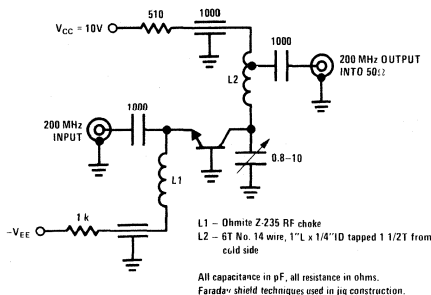 510
1000
V_CC = 10V
1000
200 MHz OUTPUT
INTO 50Ω
L2
1000
200 MHz
INPUT
0.8–10
L1
1 k
–V_EE
L1 – Ohmite Z-235 RF choke
L2 – 6T No. 14 wire, 1"L x 1/4"ID tapped 1 1/2T from
cold side
All capacitance in pF, all resistance in ohms.
Faraday shield techniques used in jig construction.